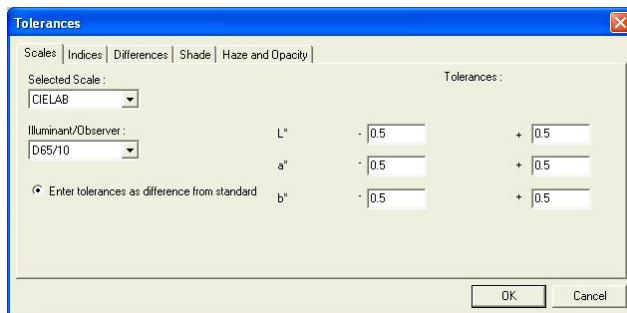 Tolerances
Scales Indices Differences Shade Haze and Opacity
Selected Scale :
Tolerances :
CIELAB
Illuminant/Observer :
D65/10
L* - 0.5 + 0.5
a* - 0.5 + 0.5
Enter tolerances as difference from standard
b* - 0.5 + 0.5
OK Cancel